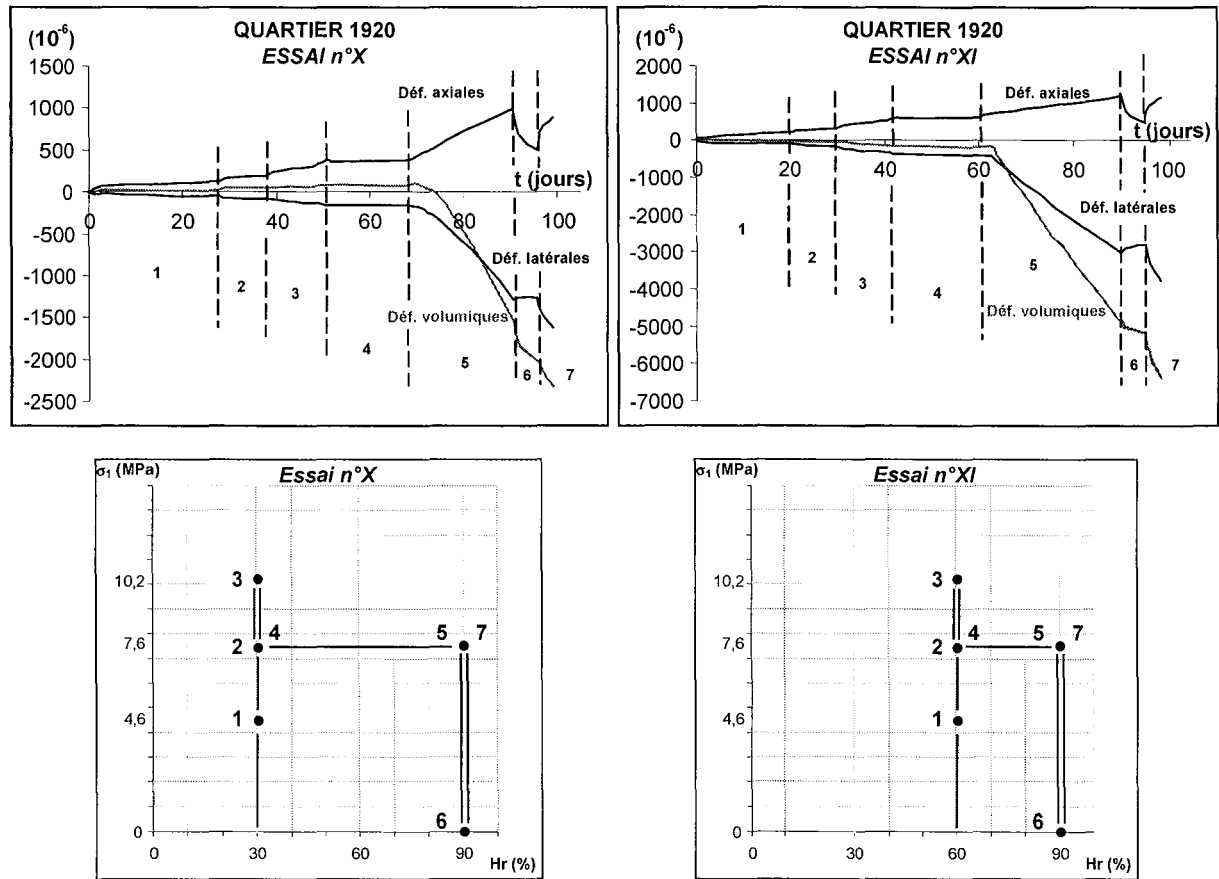 QUARTIER 1920
ESSAI n°X
(10⁻⁶)
1500
1000
500
0
-500
-1000
-1500
-2000
-2500
0 20 40 60 80 100
t (jours)
Déf. axiales
Déf. latérales
Déf. volumiques
1 2 3 4 5 6 7
QUARTIER 1920
ESSAI n°XI
(10⁻⁶)
2000
1000
0
-1000
-2000
-3000
-4000
-5000
-6000
-7000
0 20 40 60 80 100
t (jours)
Déf. axiales
Déf. latérales
Déf. volumiques
1 2 3 4 5 6 7
σ₁ (MPa)
Essai n°X
10,2
7,6
4,6
0
3
2 4 5 7
1
6
0 30 60 90
Hr (%)
σ₁ (MPa)
Essai n°XI
10,2
7,6
4,6
0
3
2 4 5 7
1
6
0 30 60 90
Hr (%)